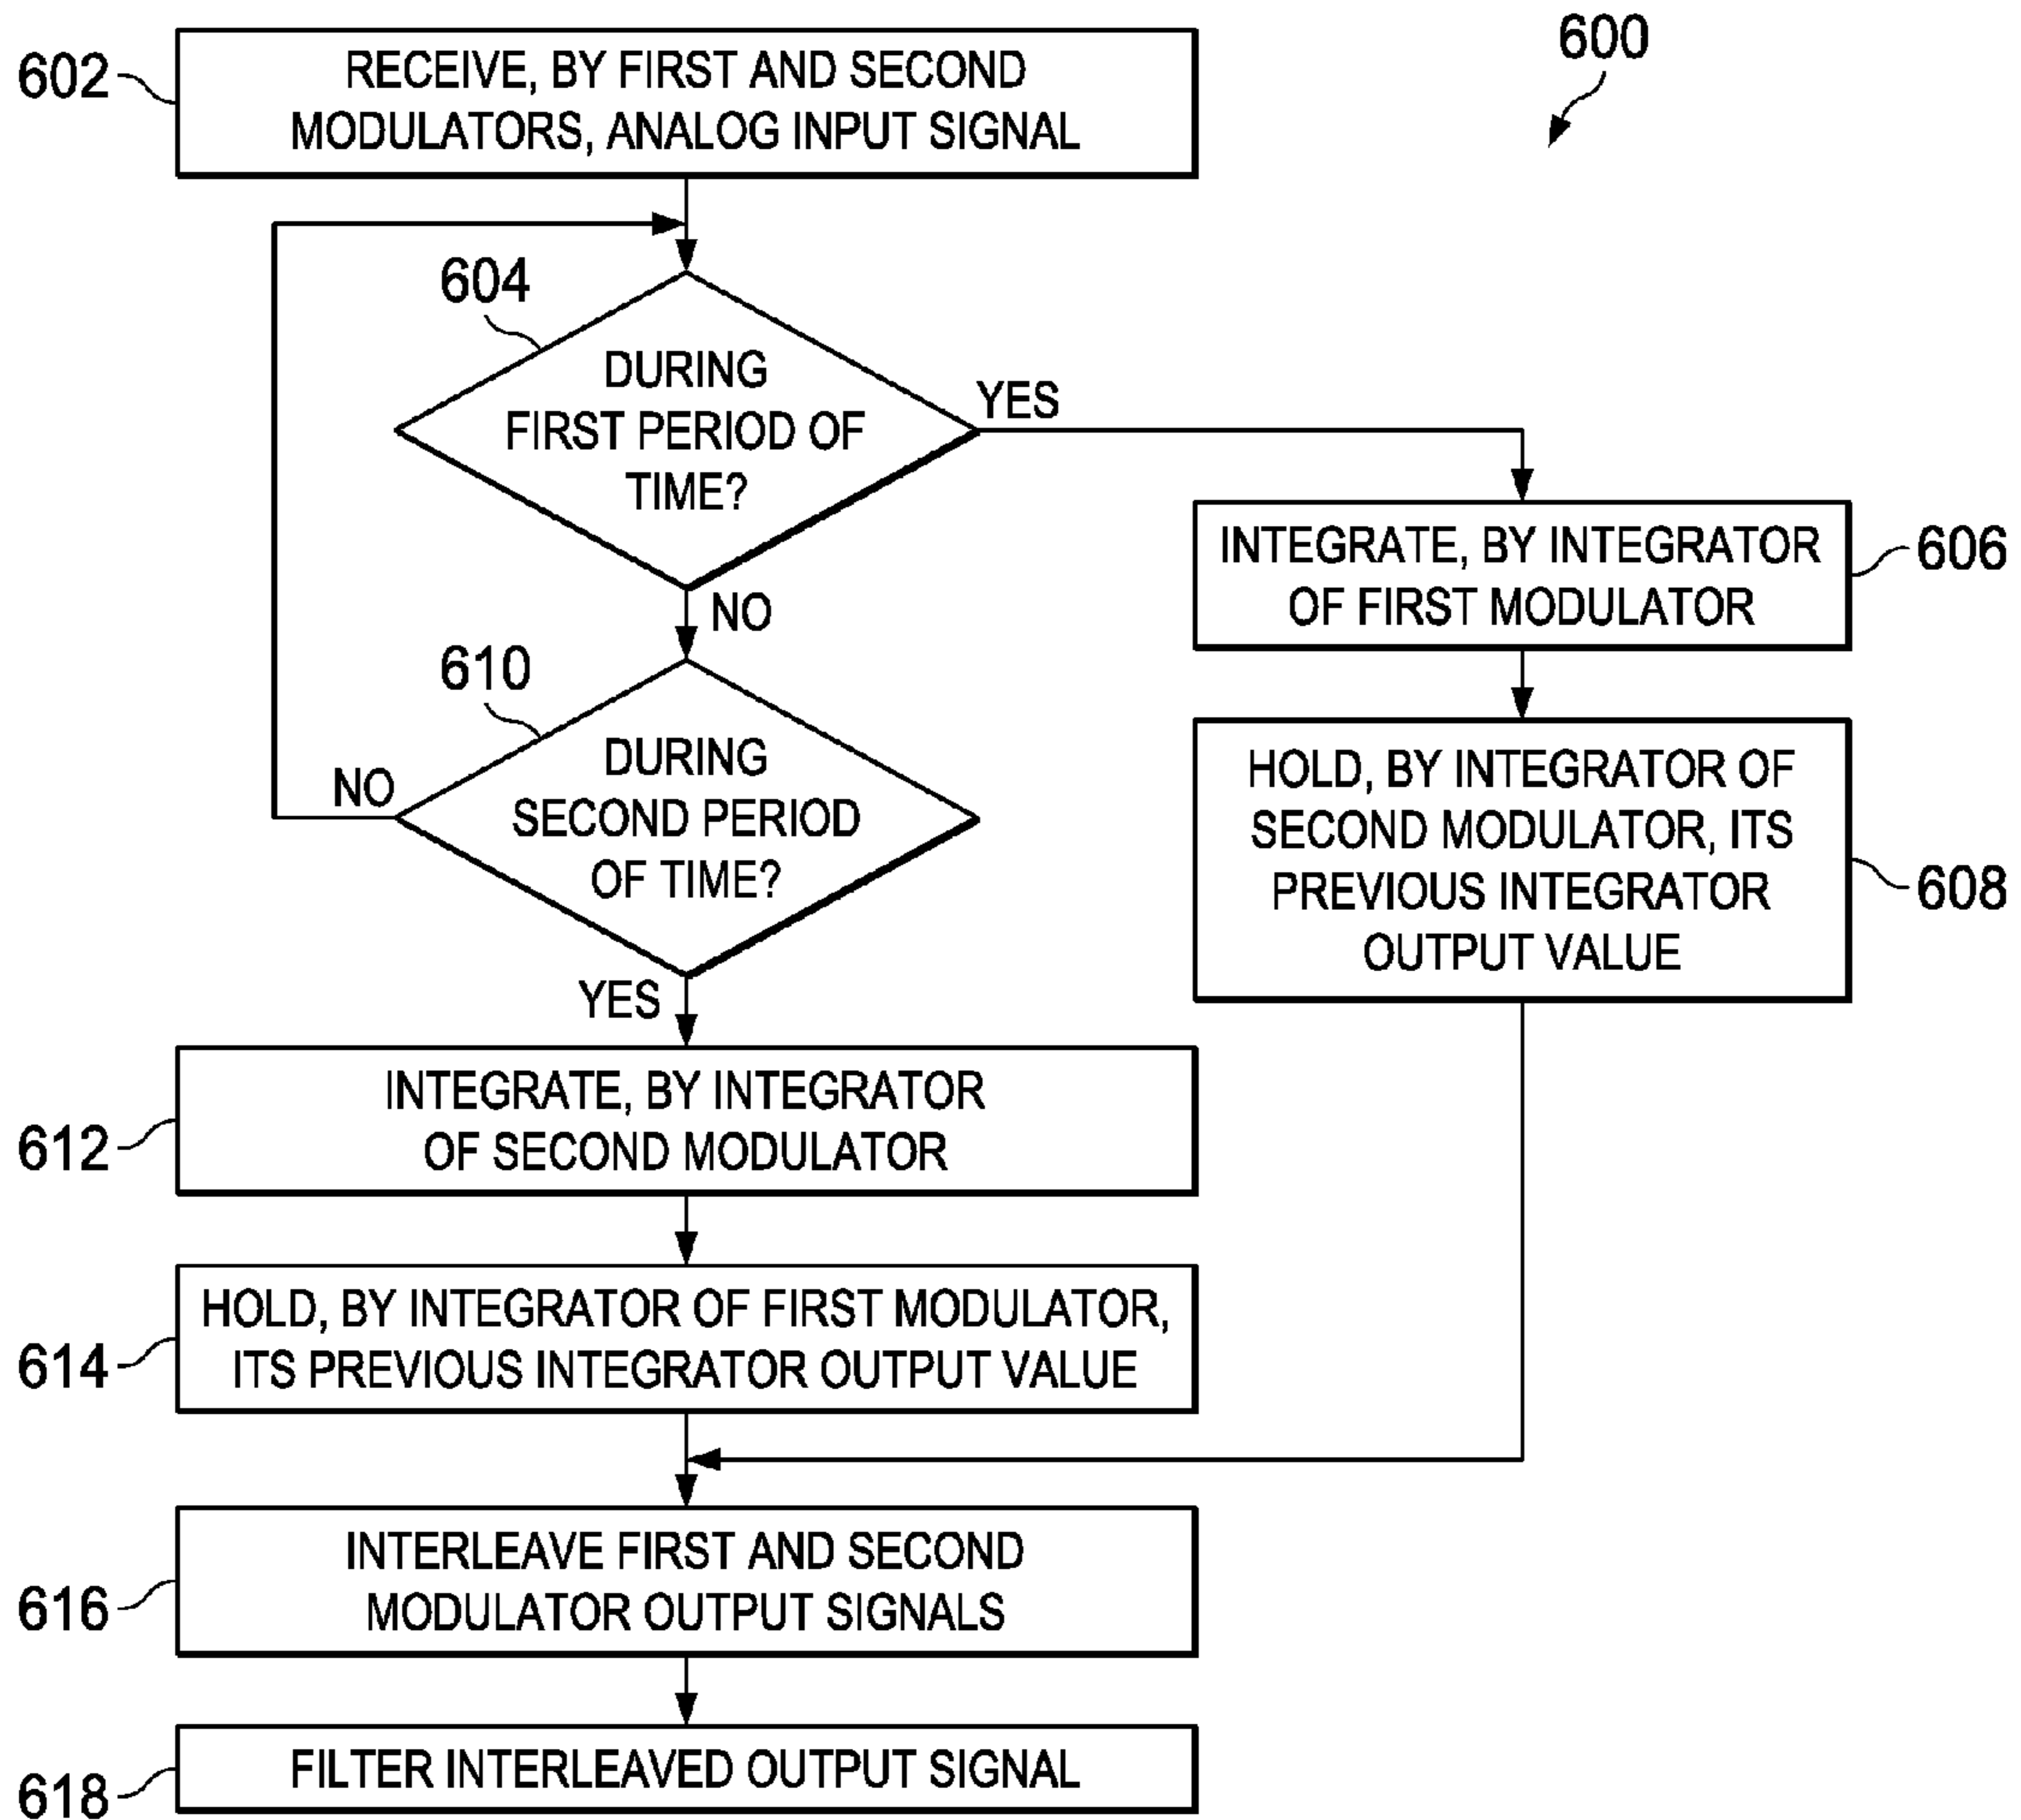 600
602
RECEIVE, BY FIRST AND SECOND
MODULATORS, ANALOG INPUT SIGNAL
604
DURING
FIRST PERIOD OF
TIME?
YES
NO
606
INTEGRATE, BY INTEGRATOR
OF FIRST MODULATOR
608
HOLD, BY INTEGRATOR OF
SECOND MODULATOR, ITS
PREVIOUS INTEGRATOR
OUTPUT VALUE
610
DURING
SECOND PERIOD
OF TIME?
NO
YES
612
INTEGRATE, BY INTEGRATOR
OF SECOND MODULATOR
614
HOLD, BY INTEGRATOR OF FIRST MODULATOR,
ITS PREVIOUS INTEGRATOR OUTPUT VALUE
616
INTERLEAVE FIRST AND SECOND
MODULATOR OUTPUT SIGNALS
618
FILTER INTERLEAVED OUTPUT SIGNAL